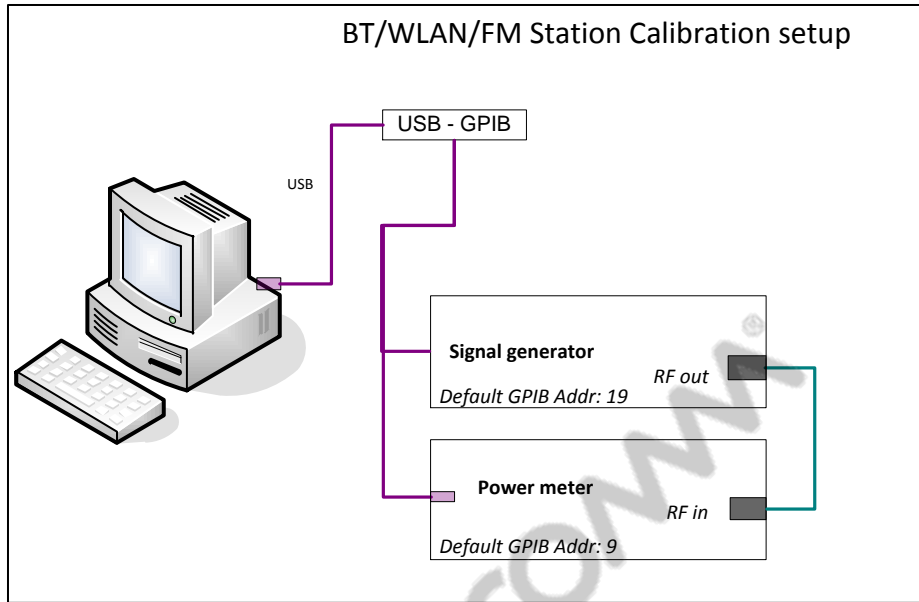 BT/WLAN/FM Station Calibration setup
USB - GPIB
USB
Signal generator
RF out
Default GPIB Addr: 19
Power meter
RF in
Default GPIB Addr: 9
COMM